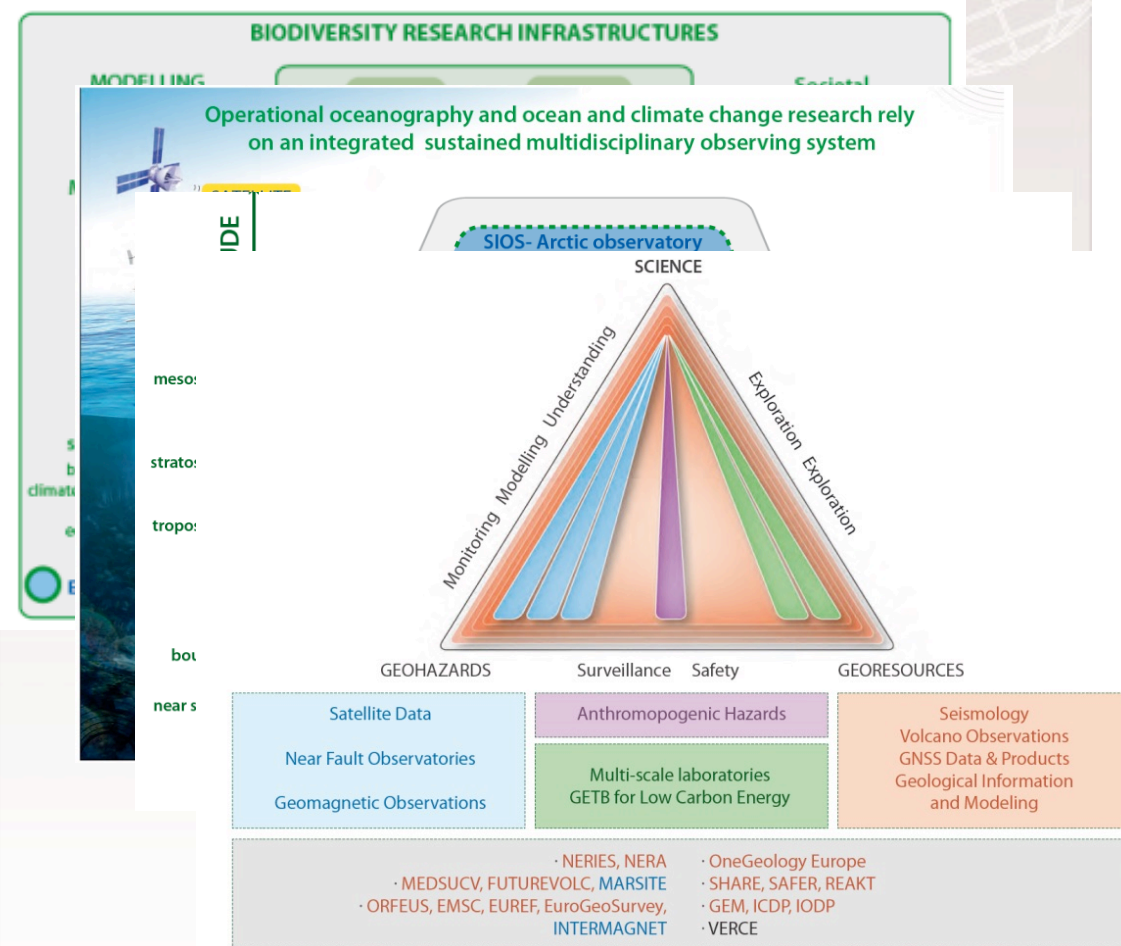 BIODIVERSITY RESEARCH INFRASTRUCTURES
MODELLING
Societal
Operational oceanography and ocean and climate change research rely
on an integrated sustained multidisciplinary observing system
SATELLITE
SIOS- Arctic observatory
SCIENCE
Monitoring Modelling Understanding
Exploration Exploration
GEOHAZARDS
Surveillance Safety
GEORESOURCES
Satellite Data
Near Fault Observatories
Geomagnetic Observations
Anthromopogenic Hazards
Multi-scale laboratories
GETB for Low Carbon Energy
Seismology
Volcano Observations
GNSS Data & Products
Geological Information
and Modeling
· NERIES, NERA
· MEDSUCV, FUTUREVOLC, MARSITE
· ORFEUS, EMSC, EUREF, EuroGeoSurvey,
INTERMAGNET
· OneGeology Europe
· SHARE, SAFER, REAKT
· GEM, ICDP, IODP
· VERCE